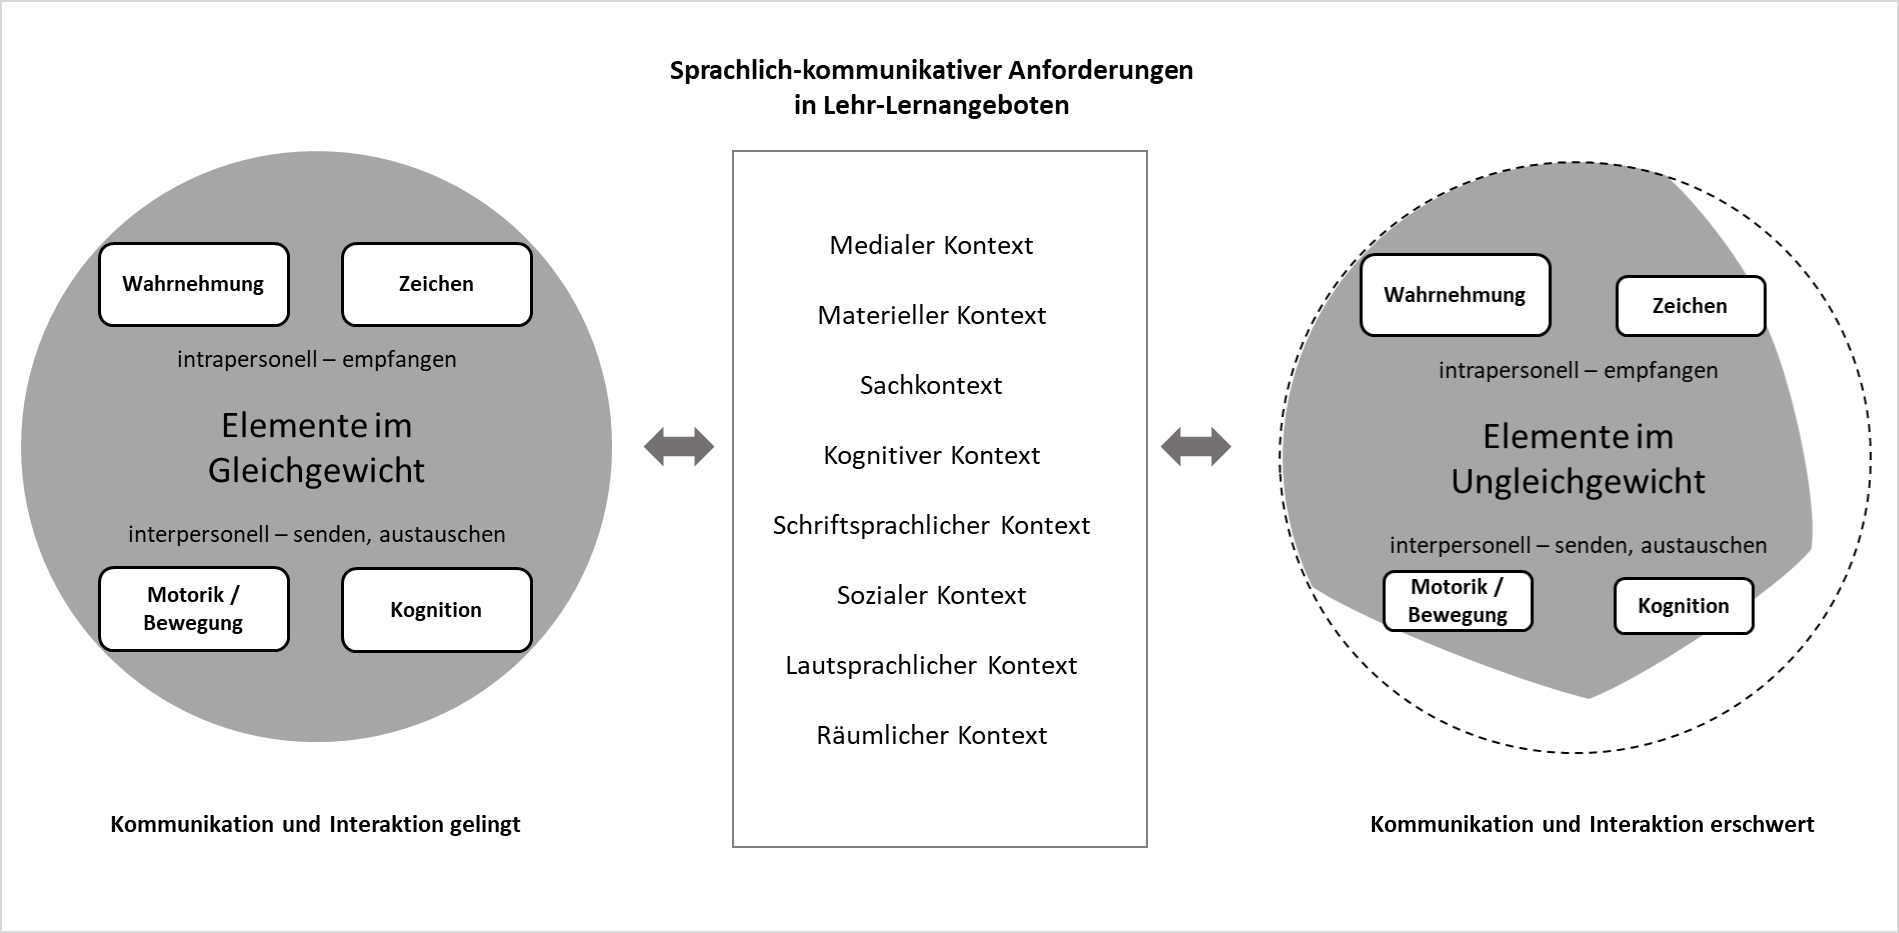 Sprachlich-kommunikativer Anforderungen
in Lehr-Lernangeboten
Wahrnehmung
Zeichen
intrapersonell – empfangen
Elemente im
Gleichgewicht
interpersonell – senden, austauschen
Motorik /
Bewegung
Kognition
Kommunikation und Interaktion gelingt
Medialer Kontext
Materieller Kontext
Sachkontext
Kognitiver Kontext
Schriftsprachlicher Kontext
Sozialer Kontext
Lautsprachlicher Kontext
Räumlicher Kontext
Wahrnehmung
Zeichen
intrapersonell – empfangen
Elemente im
Ungleichgewicht
interpersonell – senden, austauschen
Motorik /
Bewegung
Kognition
Kommunikation und Interaktion erschwert